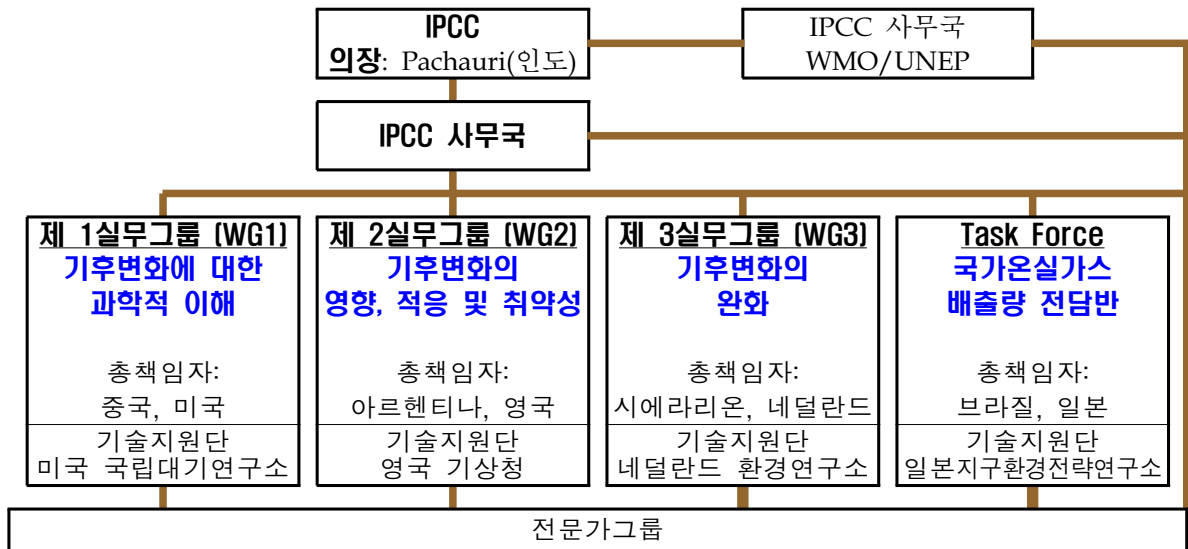 IPCC
의장: Pachauri(인도)
IPCC 사무국
WMO/UNEP
IPCC 사무국
제 1실무그룹 (WG1)
기후변화에 대한
과학적 이해
총책임자:
중국, 미국
기술지원단
미국 국립대기연구소
제 2실무그룹 (WG2)
기후변화의
영향, 적응 및 취약성
총책임자:
아르헨티나, 영국
기술지원단
영국 기상청
제 3실무그룹 (WG3)
기후변화의
완화
총책임자:
시에라리온, 네덜란드
기술지원단
네덜란드 환경연구소
Task Force
국가온실가스
배출량 전담반
총책임자:
브라질, 일본
기술지원단
일본지구환경전략연구소
전문가그룹